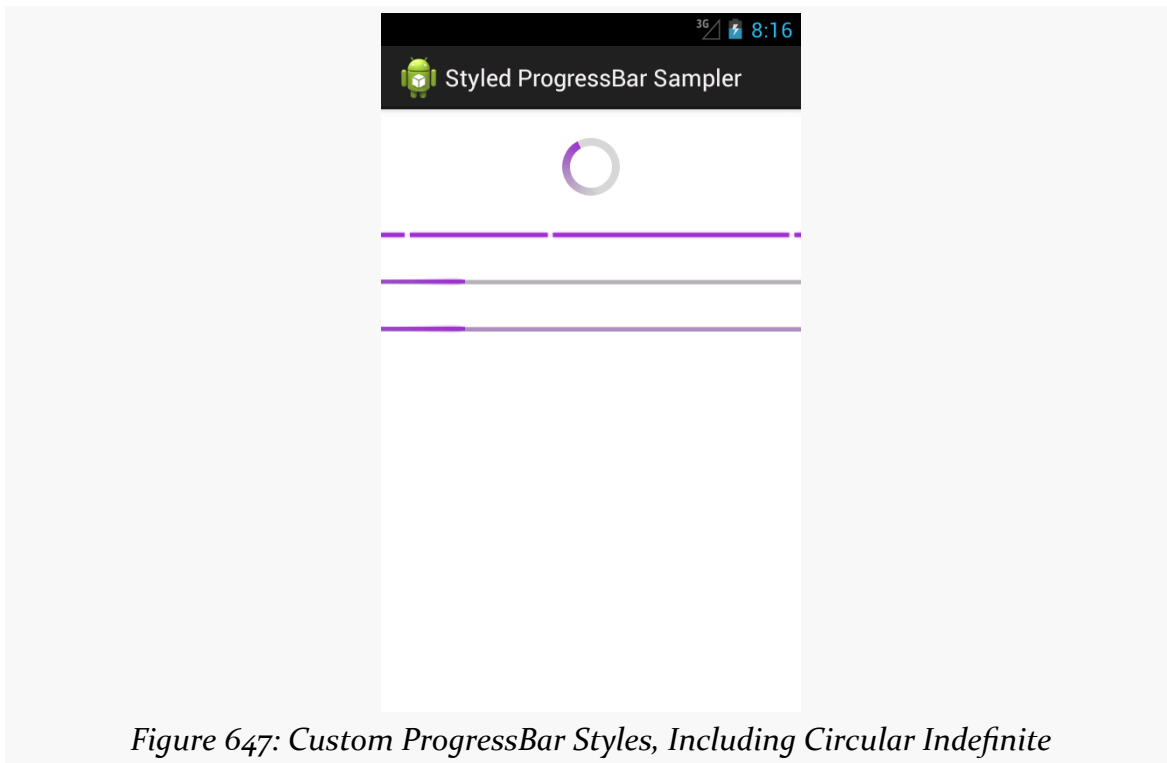 3G 8:16
Styled ProgressBar Sampler
Figure 647: Custom ProgressBar Styles, Including Circular Indefinite